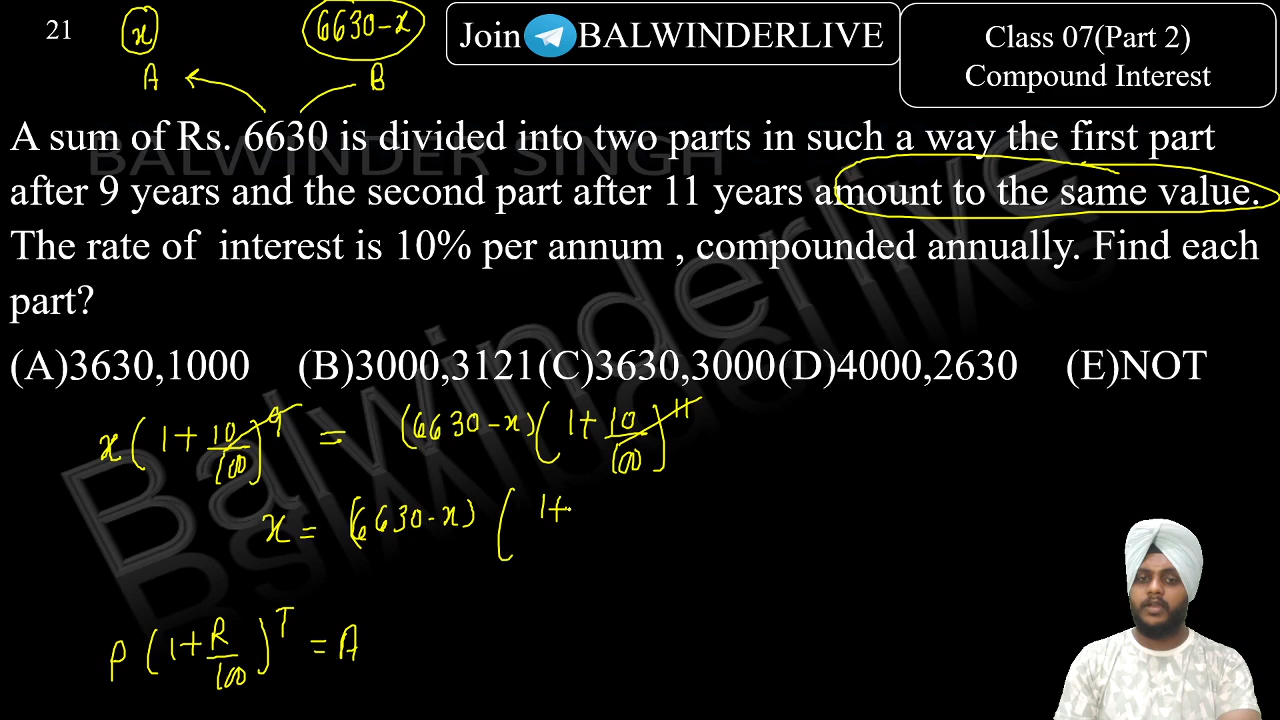 21
x
6630-x
Join BALWINDERLIVE
Class 07(Part 2)
Compound Interest
A
B
A sum of Rs. 6630 is divided into two parts in such a way the first part
after 9 years and the second part after 11 years amount to the same value.
The rate of interest is 10% per annum , compounded annually. Find each
part?
(A)3630,1000 (B)3000,3121(C)3630,3000(D)4000,2630 (E)NOT
x(1+10/100)^9 = (6630-x)(1+10/100)^11
x = (6630-x)(1+
P(1+R/100)^T = A
BALWINDER SINGH
Balwinderlive